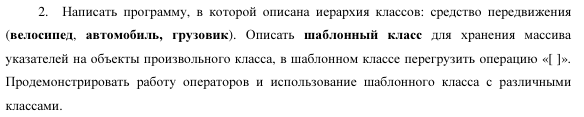 2. Написать программу, в которой описана иерархия классов: средство передвижения
(велосипед, автомобиль, грузовик). Описать шаблонный класс для хранения массива
указателей на объекты произвольного класса, в шаблонном классе перегрузить операцию «[ ]».
Продемонстрировать работу операторов и использование шаблонного класса с различными
классами.